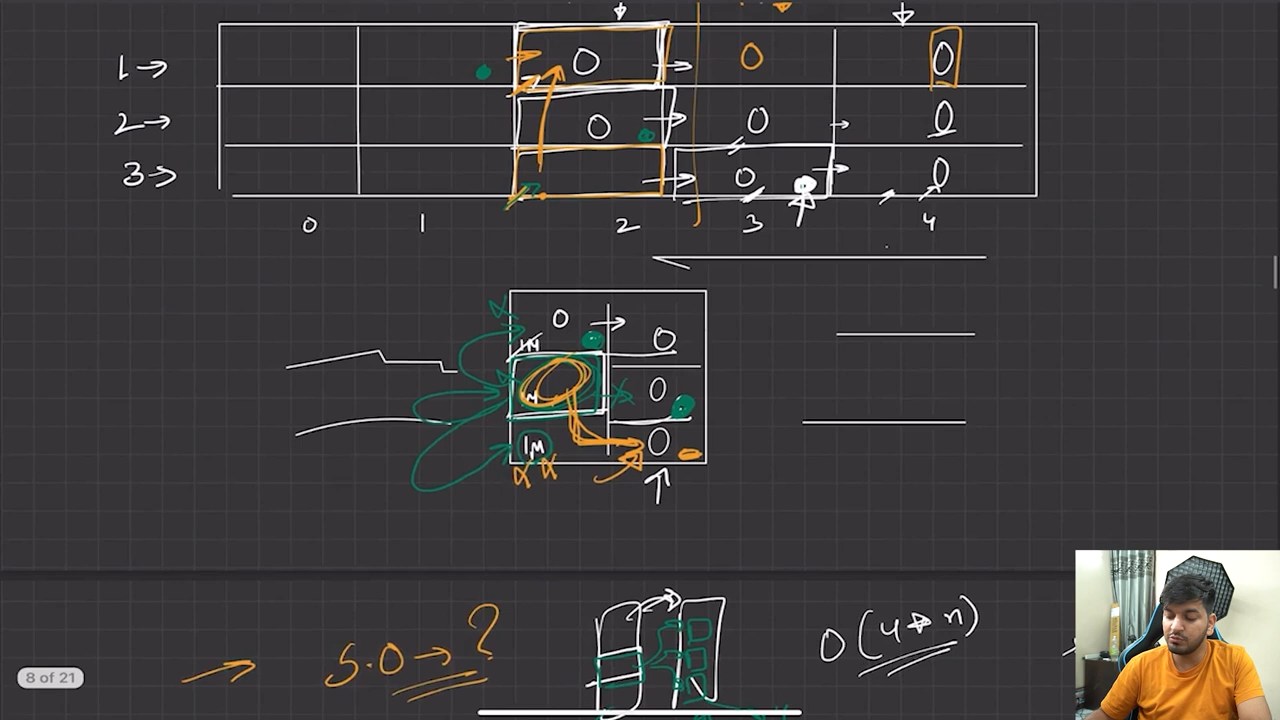 1→ 0 0 0
2→ 0 0 0
3→ 0 0
0 1 2 3 4
0 → 0
1M
0
1M 0
S.O → ?
O(4*n)
8 of 21